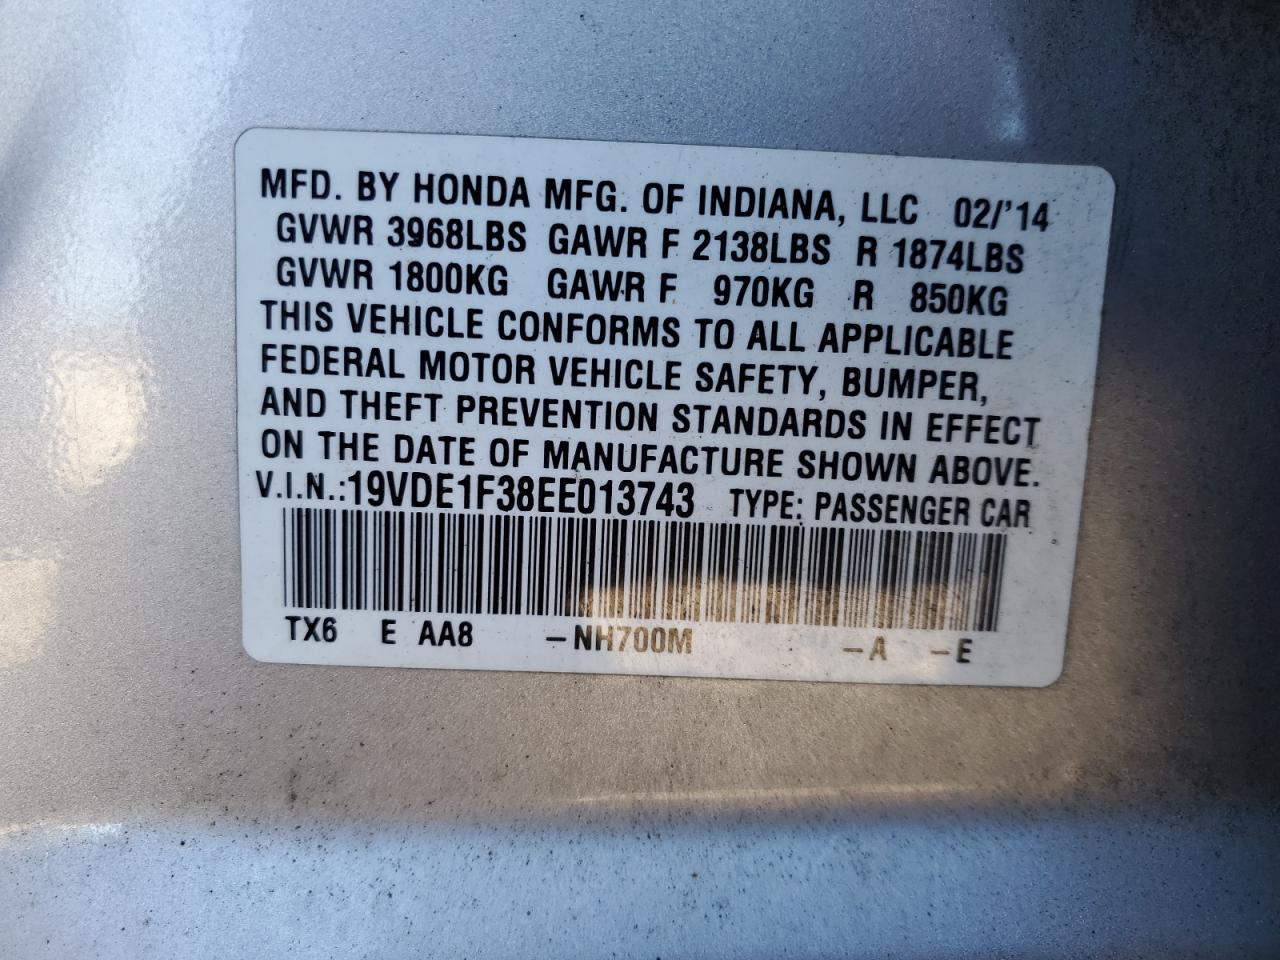 MFD. BY HONDA MFG. OF INDIANA, LLC 02/'14
GVWR 3968LBS GAWR F 2138LBS R 1874LBS
GVWR 1800KG GAWR F 970KG R 850KG
THIS VEHICLE CONFORMS TO ALL APPLICABLE
FEDERAL MOTOR VEHICLE SAFETY, BUMPER,
AND THEFT PREVENTION STANDARDS IN EFFECT
ON THE DATE OF MANUFACTURE SHOWN ABOVE.
V.I.N.:19VDE1F38EE013743 TYPE: PASSENGER CAR
TX6 E AA8 -NH700M -A -E